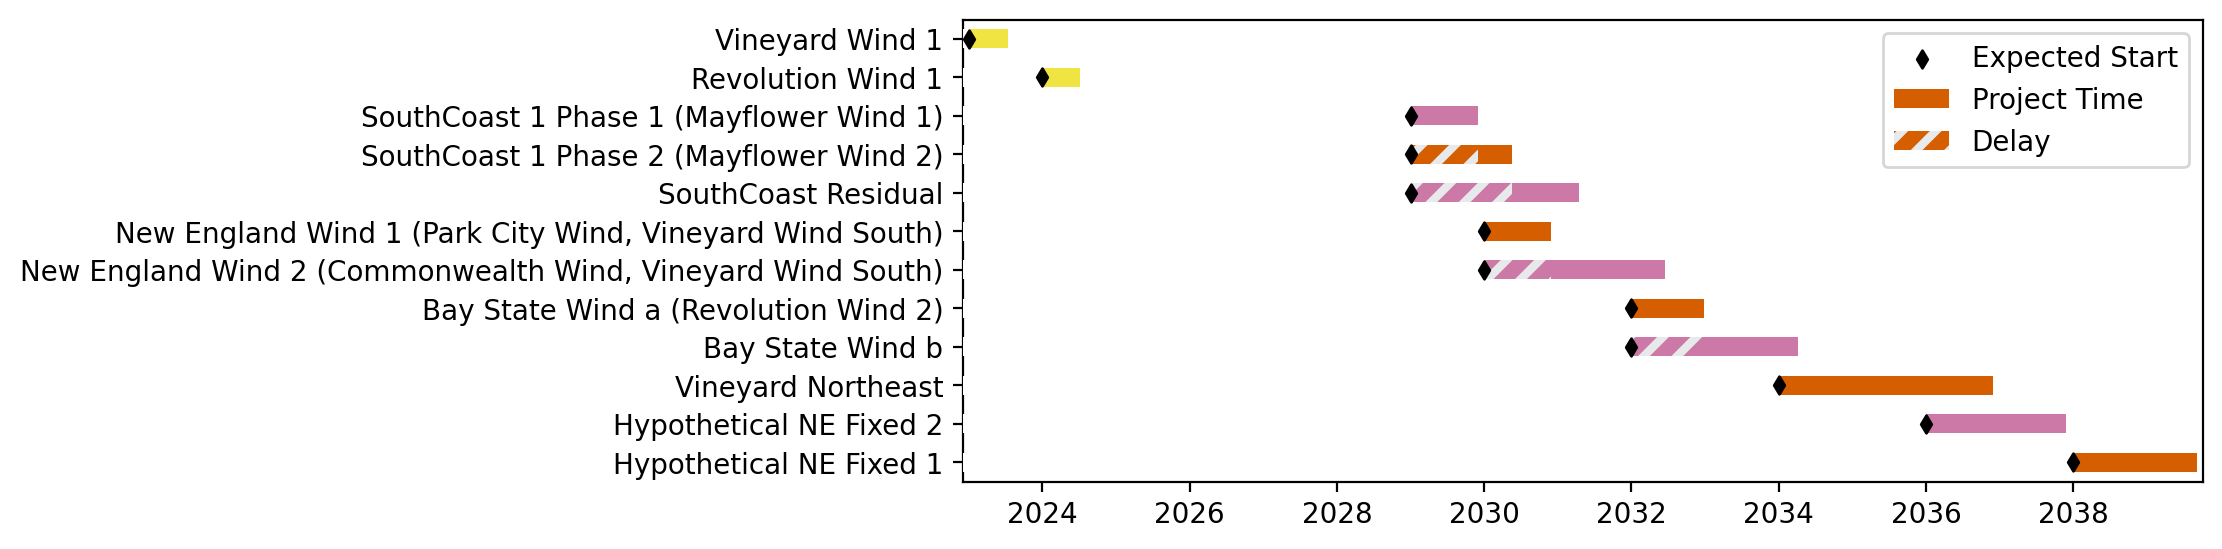 Vineyard Wind 1
Revolution Wind 1
SouthCoast 1 Phase 1 (Mayflower Wind 1)
SouthCoast 1 Phase 2 (Mayflower Wind 2)
SouthCoast Residual
New England Wind 1 (Park City Wind, Vineyard Wind South)
New England Wind 2 (Commonwealth Wind, Vineyard Wind South)
Bay State Wind a (Revolution Wind 2)
Bay State Wind b
Vineyard Northeast
Hypothetical NE Fixed 2
Hypothetical NE Fixed 1
Expected Start
Project Time
Delay
2024 2026 2028 2030 2032 2034 2036 2038